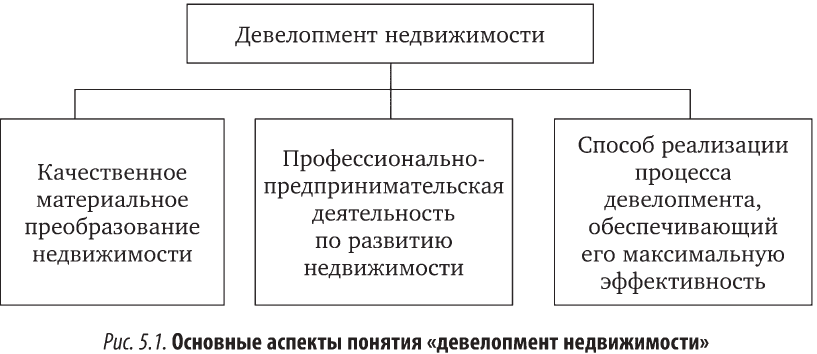 Девелопмент недвижимости
Качественное
материальное
преобразование
недвижимости
Профессионально-
предпринимательская
деятельность
по развитию
недвижимости
Способ реализации
процесса
девелопмента,
обеспечивающий
его максимальную
эффективность
Рис. 5.1. Основные аспекты понятия «девелопмент недвижимости»